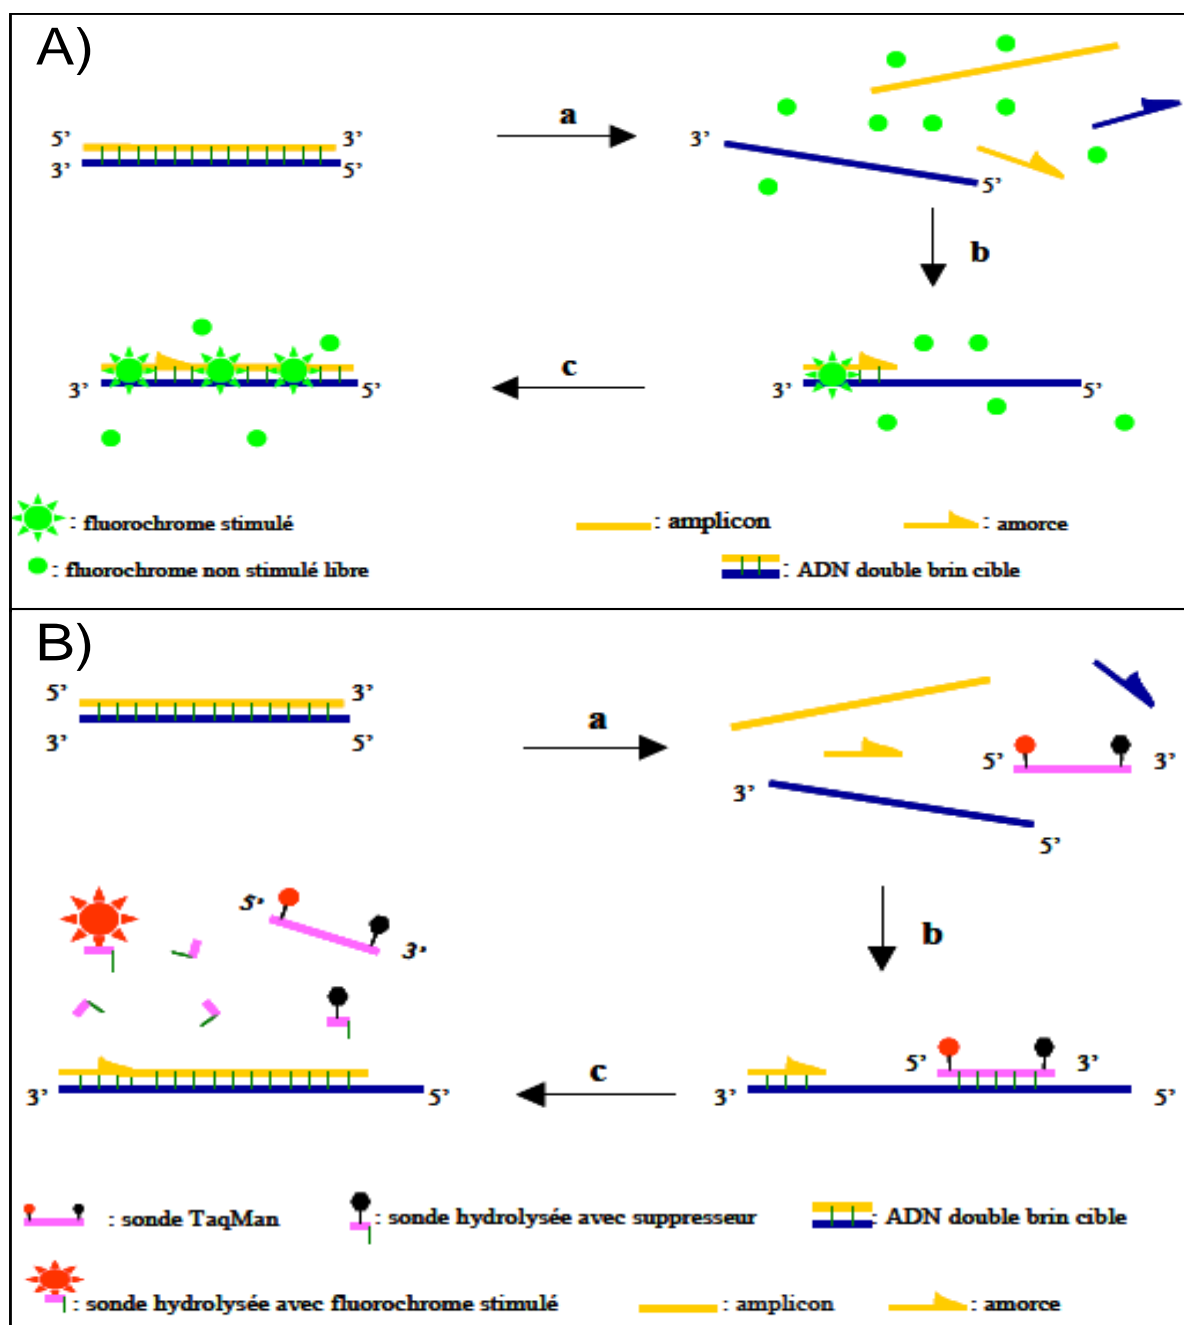 A)
5’ 3’
3’ 5’
a
3’
5’
b
3’ 5’
c
3’ 5’
: fluorochrome stimulé : amplicon : amorce
: fluorochrome non stimulé libre : ADN double brin cible
B)
5’ 3’
3’ 5’
a
5’ 3’
3’
5’
b
5’
3’
5’ 3’
3’ 5’
c
3’ 5’
: sonde TaqMan : sonde hydrolysée avec suppresseur : ADN double brin cible
: sonde hydrolysée avec fluorochrome stimulé : amplicon : amorce